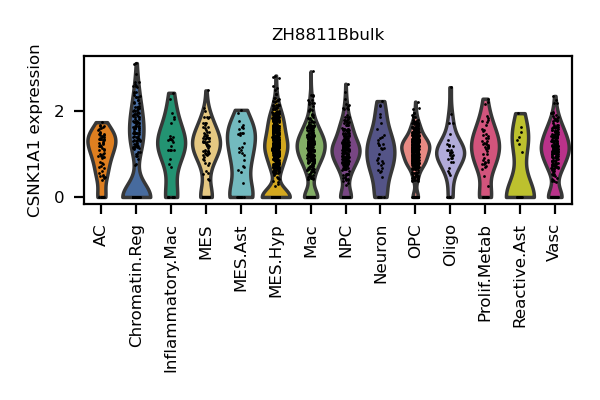 ZH8811Bbulk
CSNK1A1 expression
2
0
AC
Chromatin.Reg
Inflammatory.Mac
MES
MES.Ast
MES.Hyp
Mac
NPC
Neuron
OPC
Oligo
Prolif.Metab
Reactive.Ast
Vasc